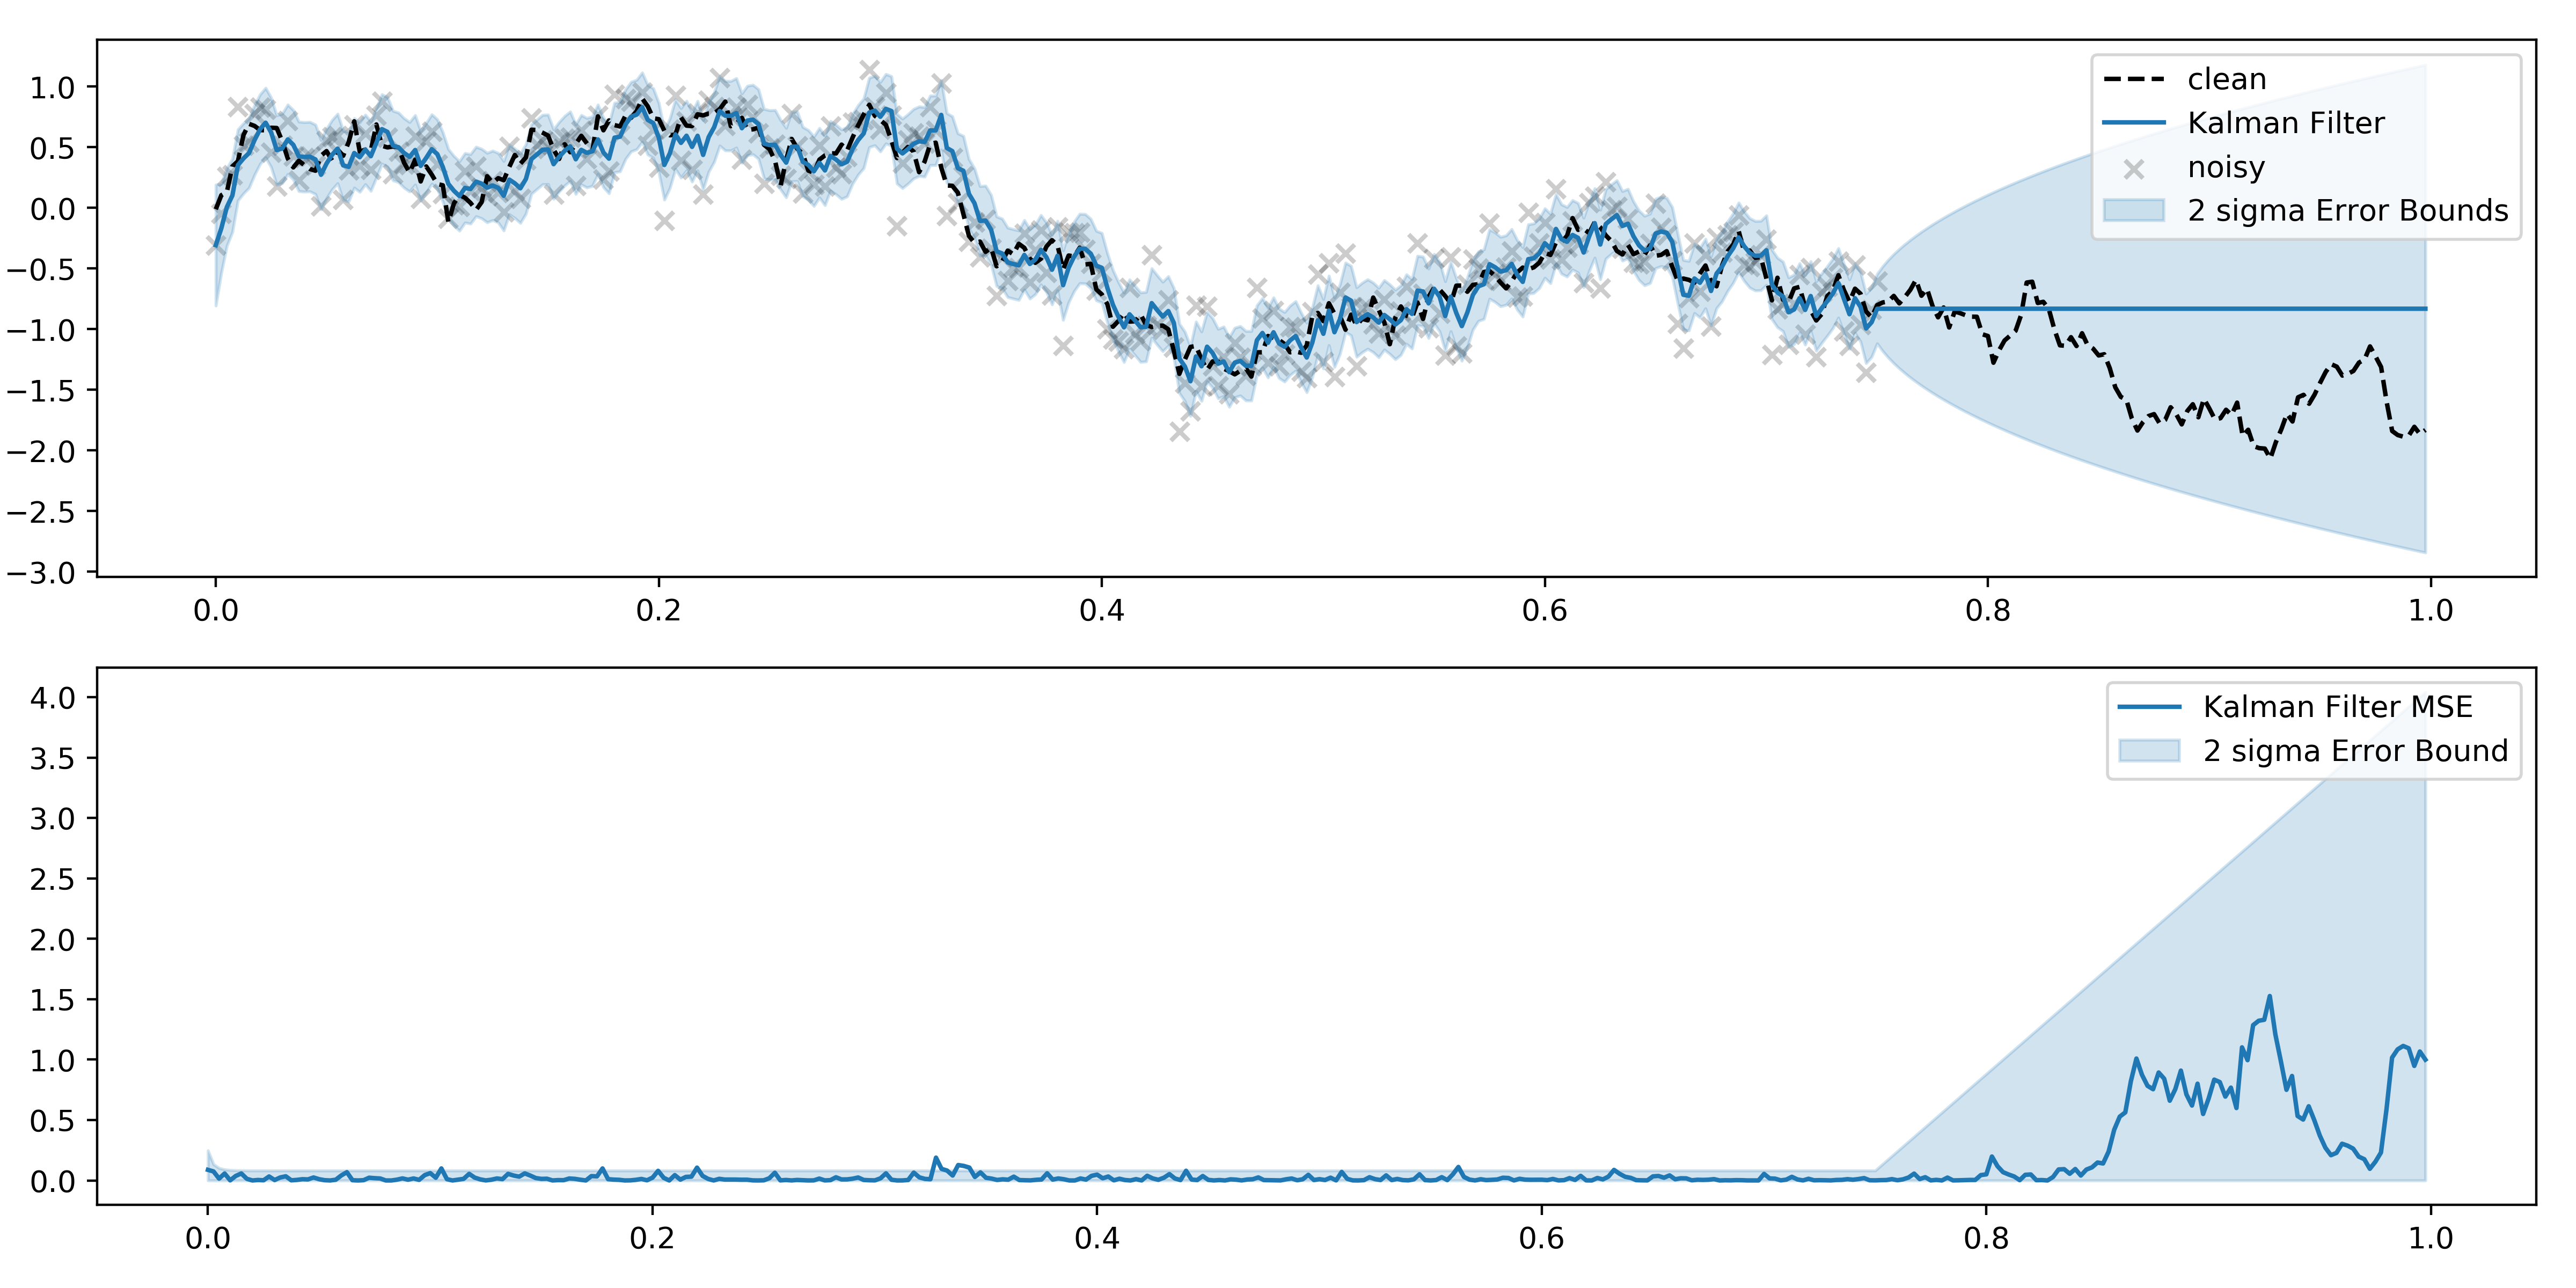 1.0
0.5
0.0
−0.5
−1.0
−1.5
−2.0
−2.5
−3.0
clean
Kalman Filter
noisy
2 sigma Error Bounds
0.0 0.2 0.4 0.6 0.8 1.0
4.0
3.5
3.0
2.5
2.0
1.5
1.0
0.5
0.0
Kalman Filter MSE
2 sigma Error Bound
0.0 0.2 0.4 0.6 0.8 1.0